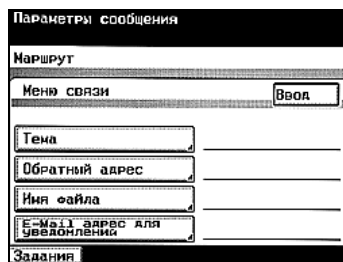 Параметры сообщения
Маршрут
Меню связи
Ввод
Тема
Обратный адрес
Имя файла
E-Mail адрес для
уведомлений
Задания